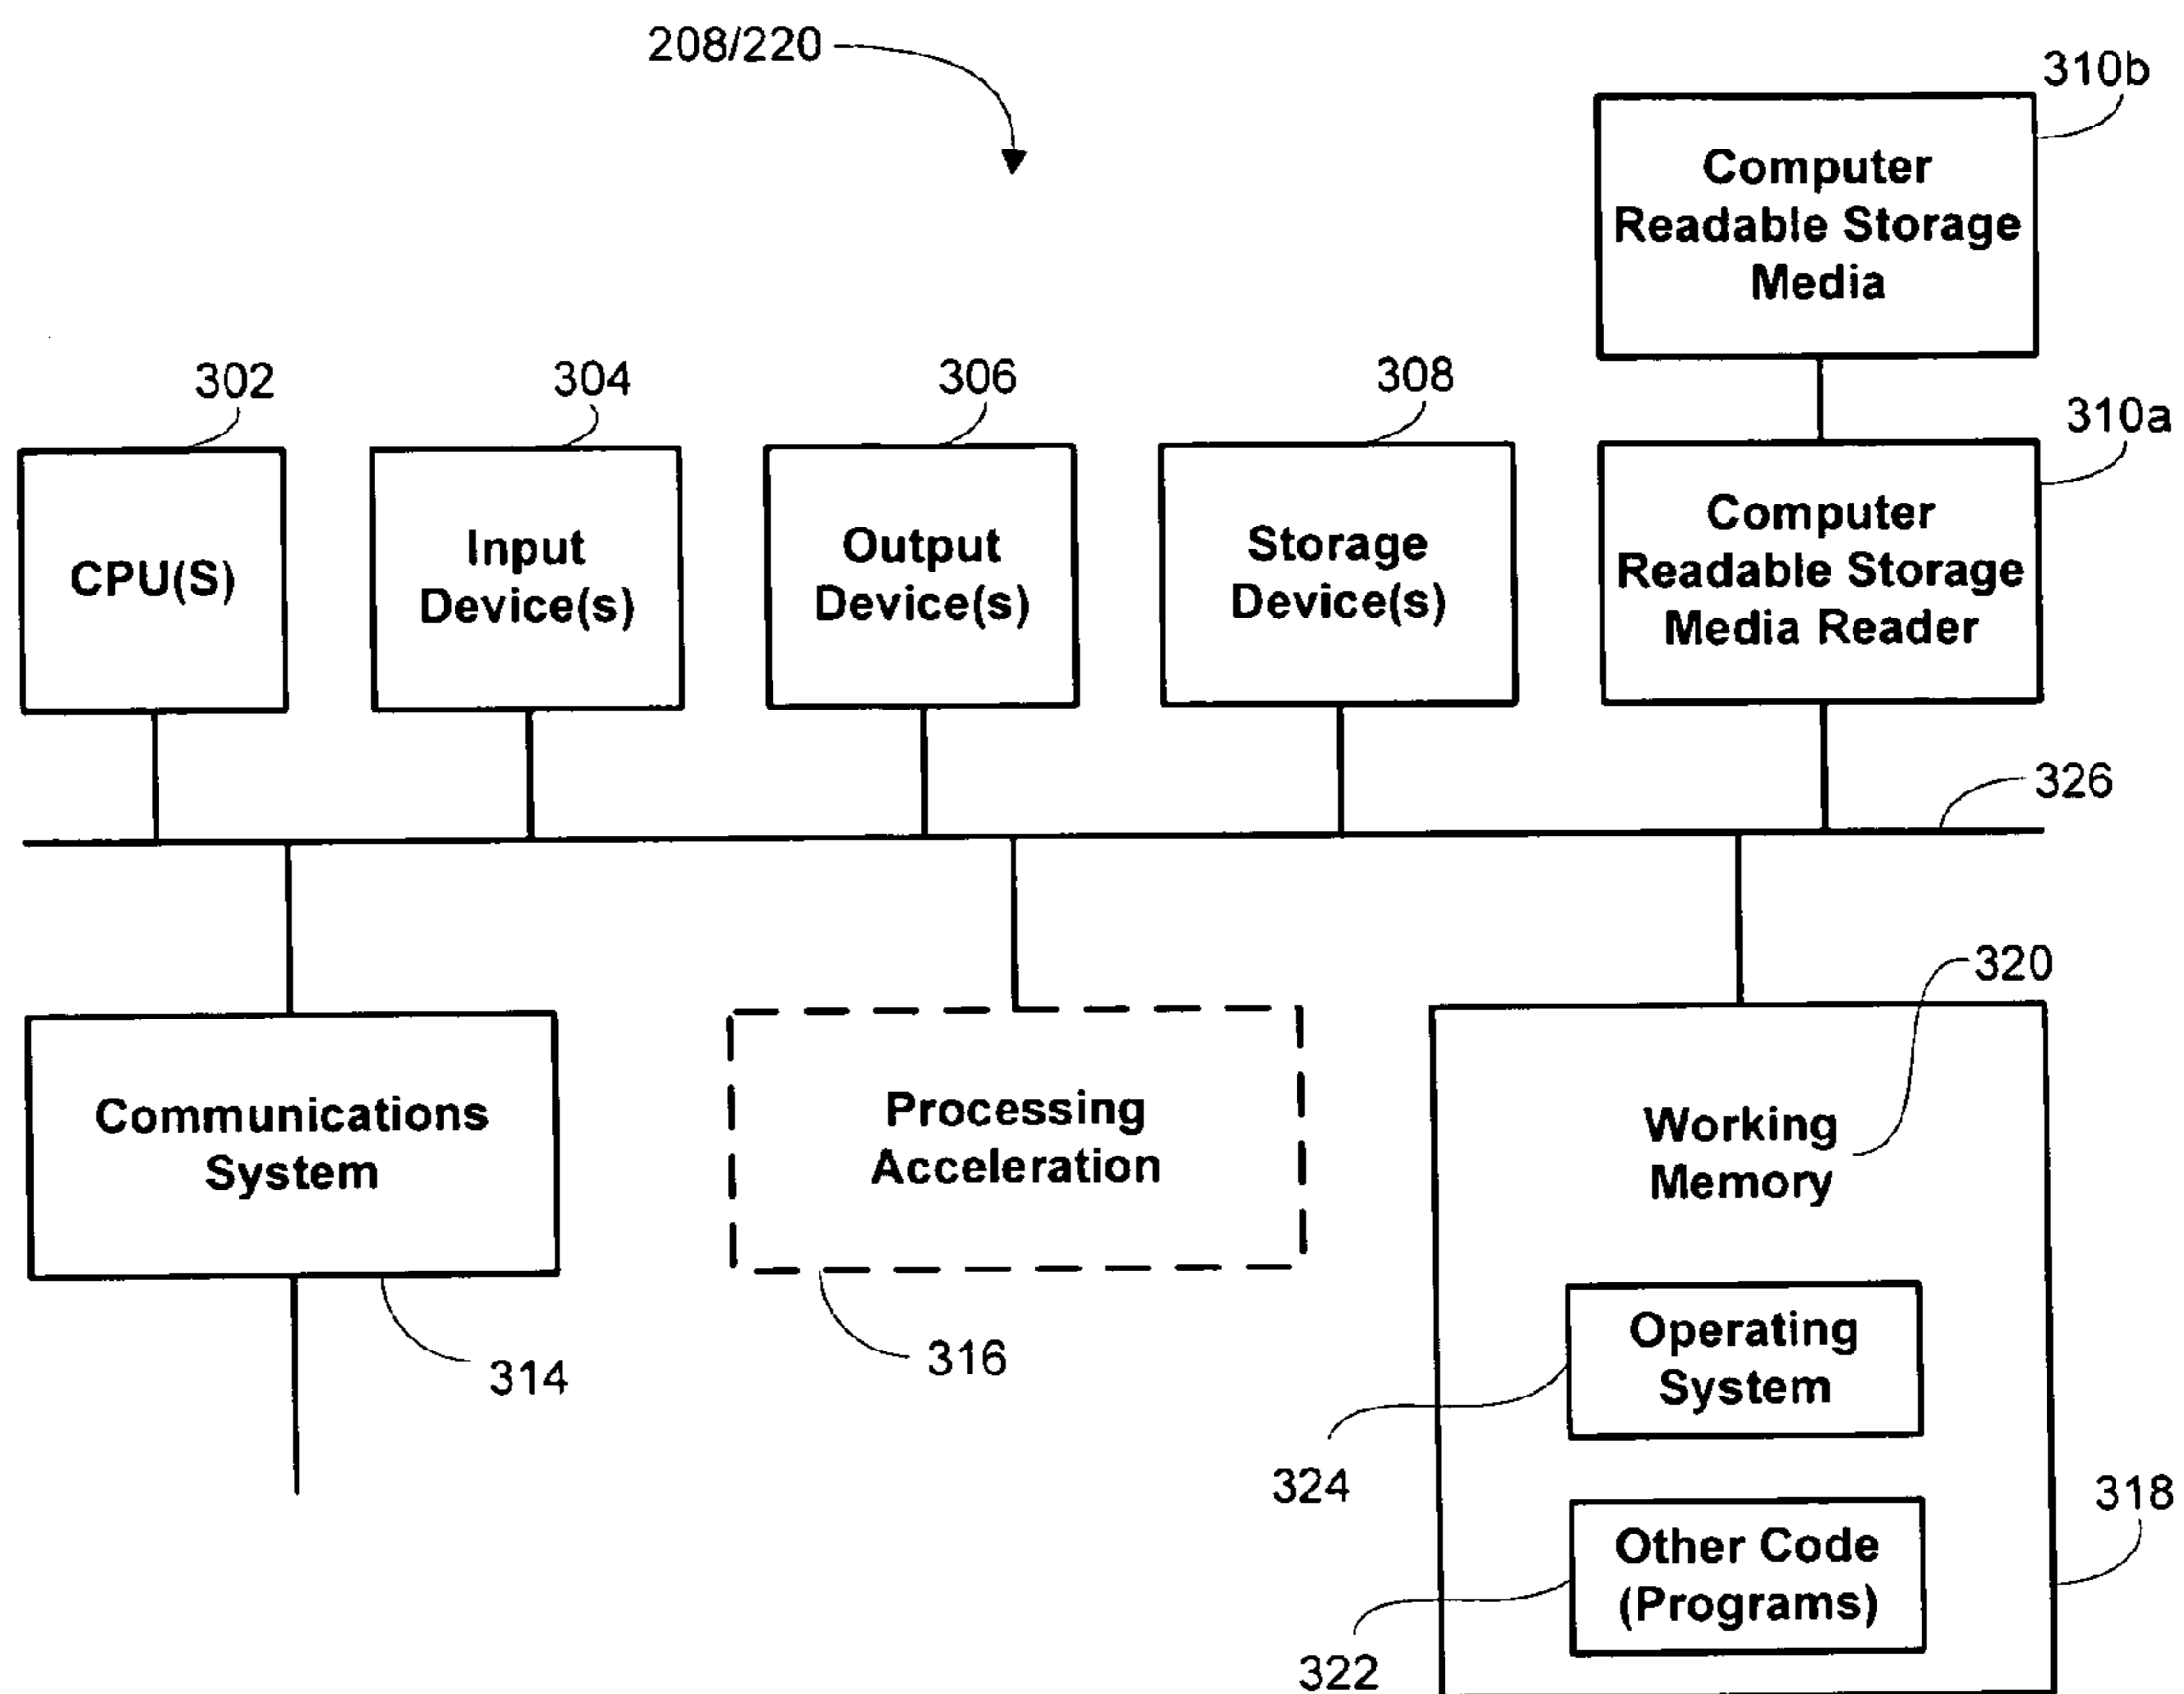 208/220
310b
Computer
Readable Storage
Media
302
304
306
308
310a
CPU(S)
Input
Device(s)
Output
Device(s)
Storage
Device(s)
Computer
Readable Storage
Media Reader
326
320
Communications
System
Processing
Acceleration
Working
Memory
314
316
Operating
System
324
318
Other Code
(Programs)
322